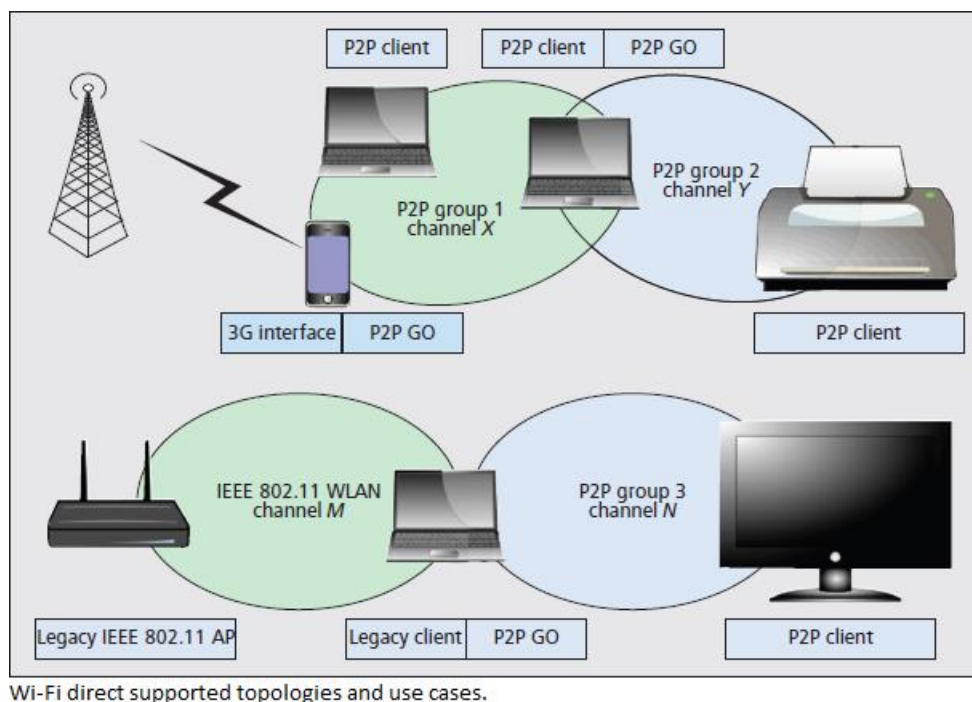 P2P client
P2P client P2P GO
P2P group 1
channel X
P2P group 2
channel Y
3G interface P2P GO
P2P client
IEEE 802.11 WLAN
channel M
P2P group 3
channel N
Legacy IEEE 802.11 AP
Legacy client P2P GO
P2P client
Wi-Fi direct supported topologies and use cases.